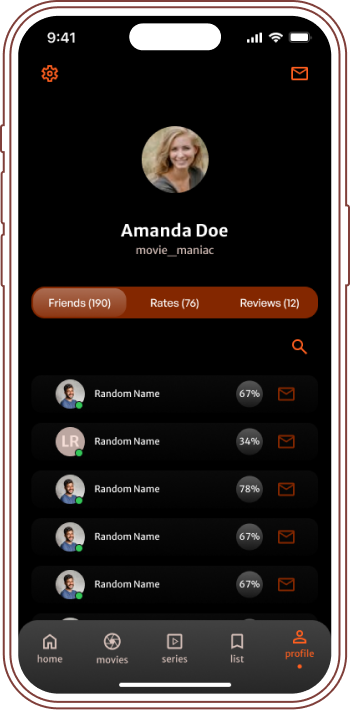 9:41
Amanda Doe
movie_maniac
Friends (190) Rates (76) Reviews (12)
Random Name 67%
LR Random Name 34%
Random Name 78%
Random Name 67%
Random Name 67%
home movies series list profile